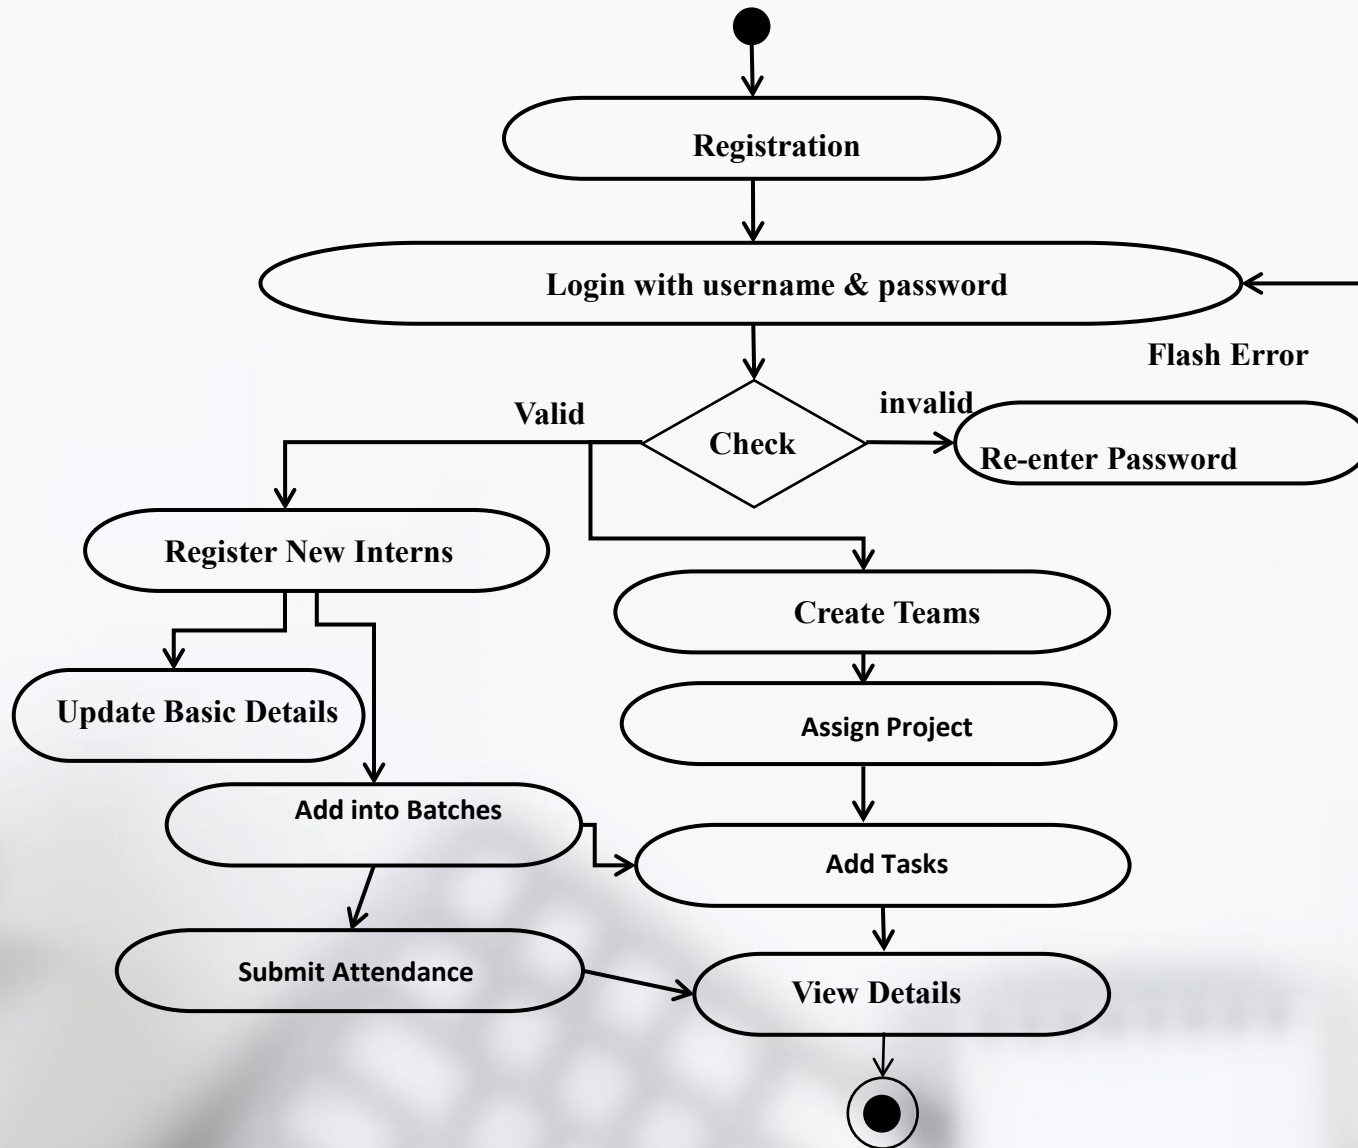 Registration
Login with username & password
Flash Error
Valid
invalid
Check
Re-enter Password
Register New Interns
Create Teams
Update Basic Details
Assign Project
Add into Batches
Add Tasks
Submit Attendance
View Details